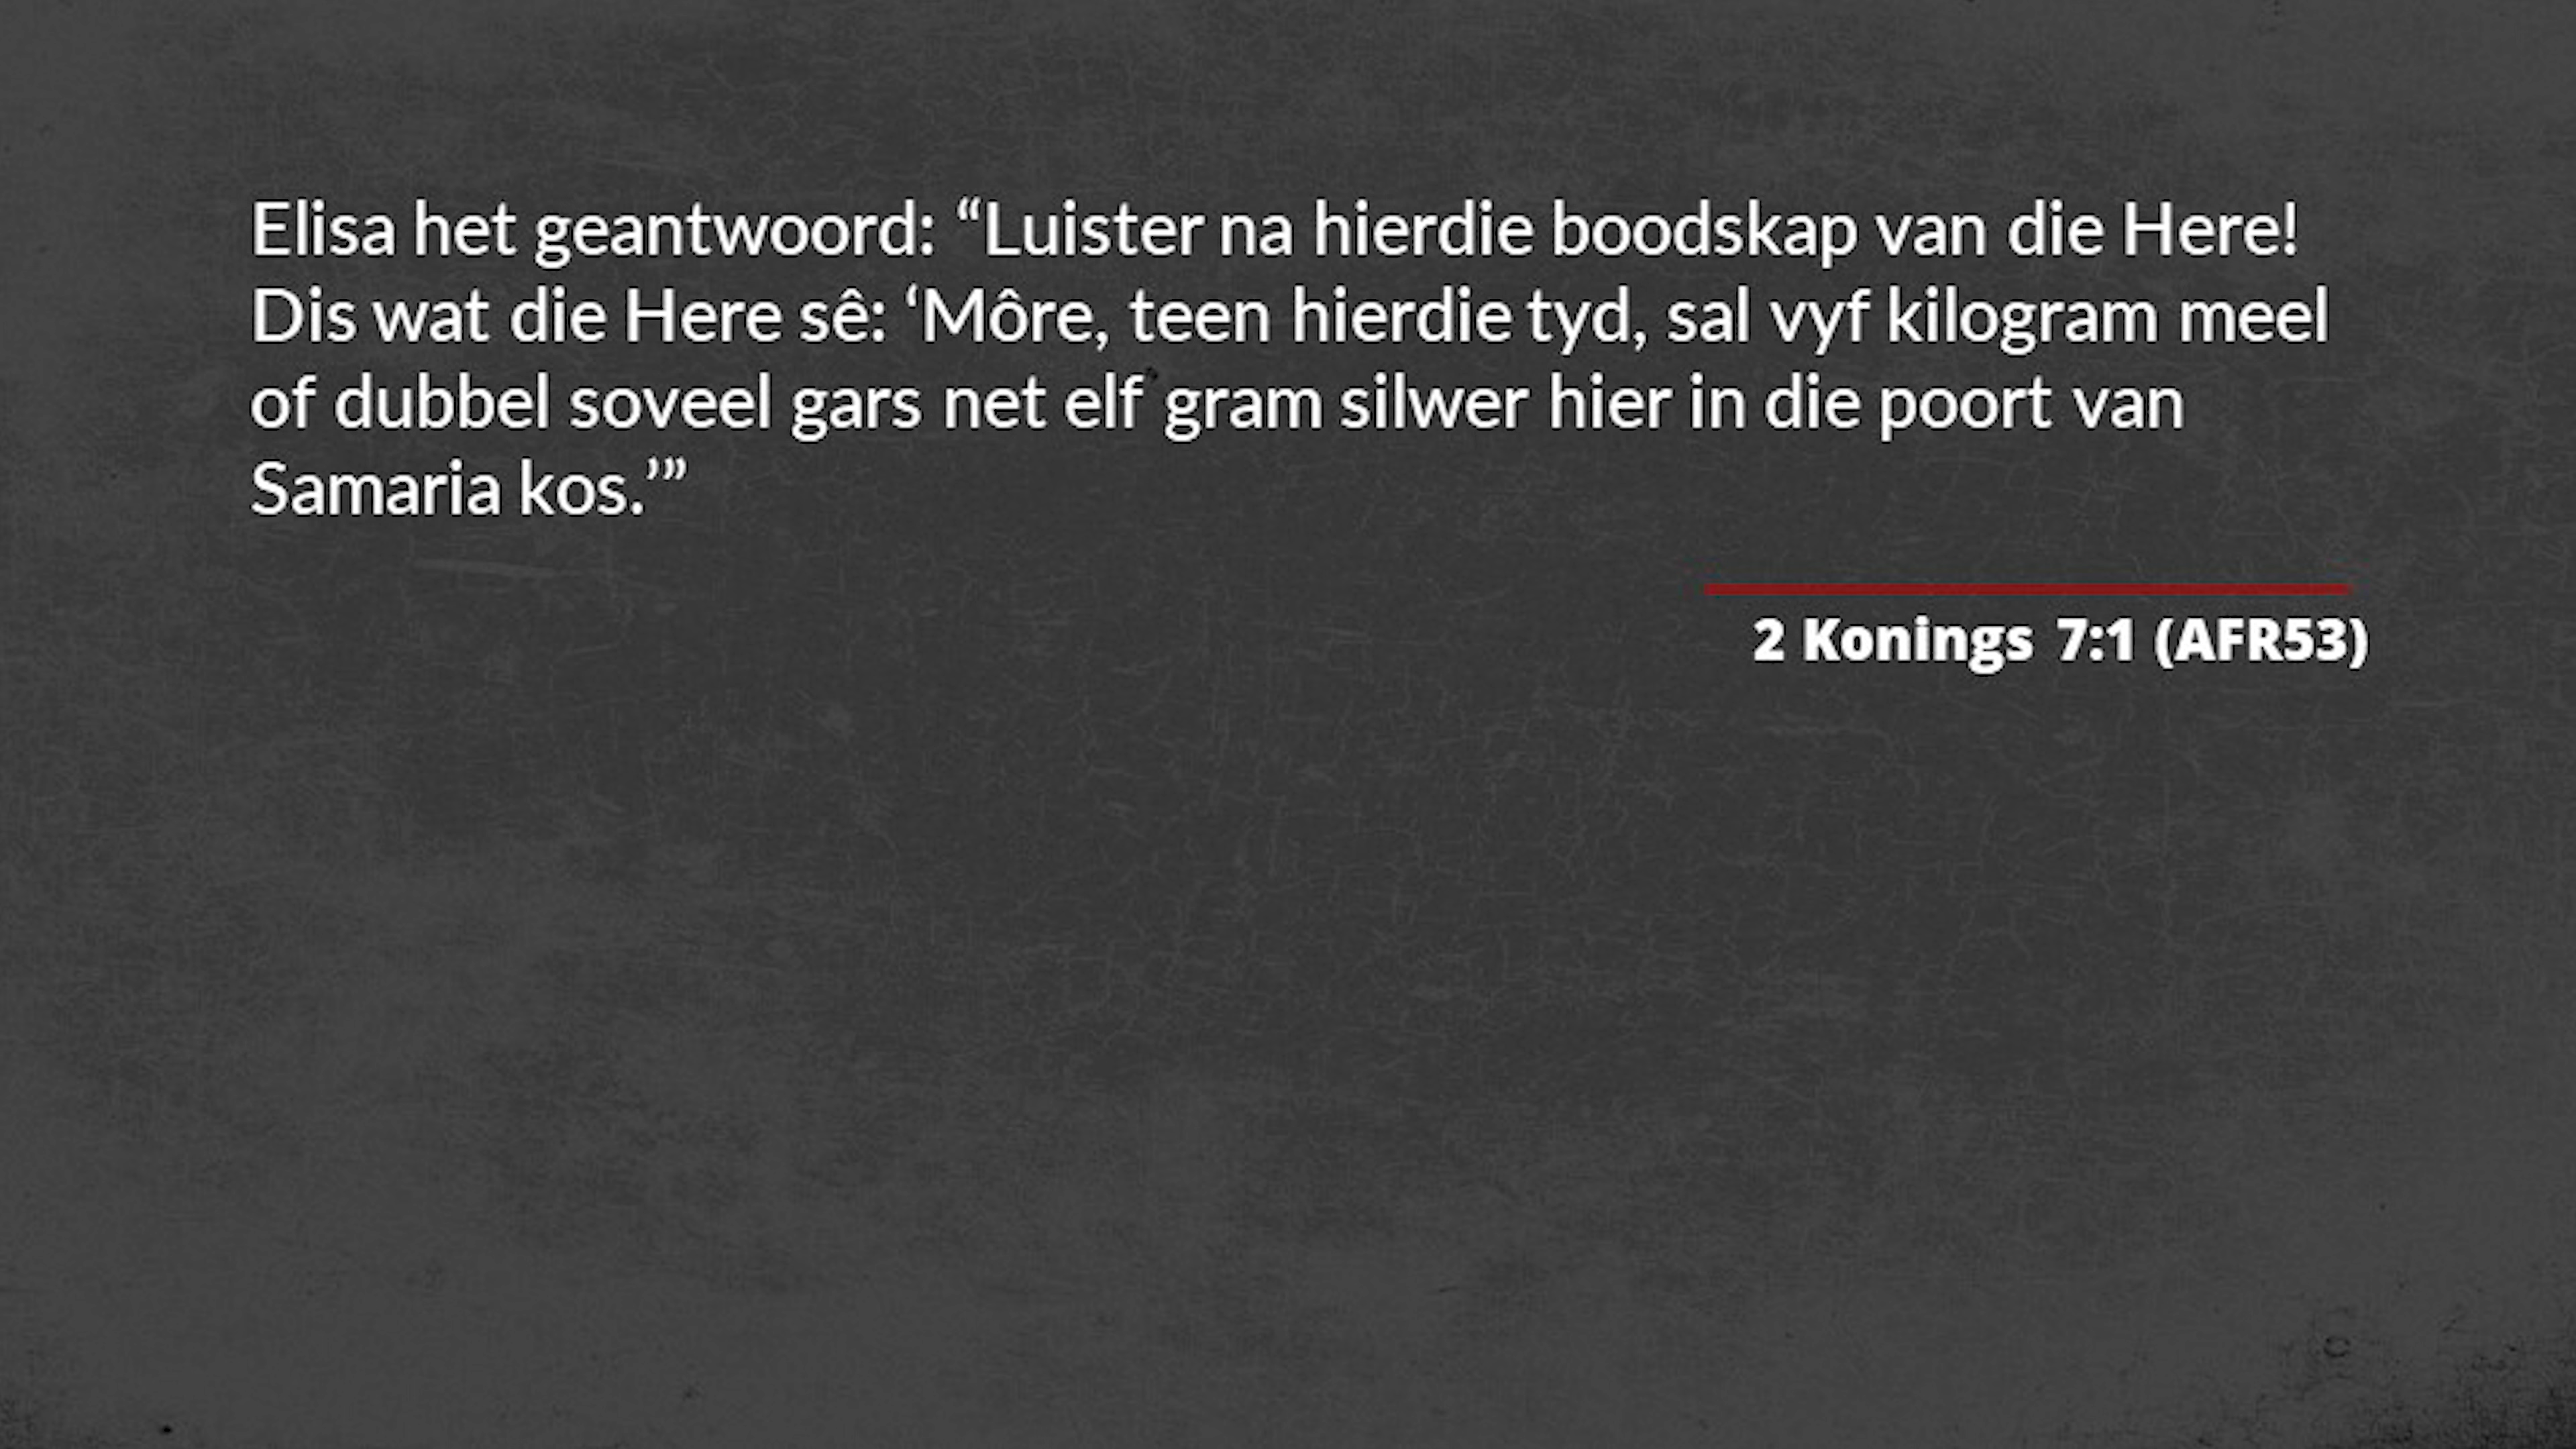 Elisa het geantwoord: “Luister na hierdie boodskap van die Here!
Dis wat die Here sê: ‘Môre, teen hierdie tyd, sal vyf kilogram meel
of dubbel soveel gars net elf gram silwer hier in die poort van
Samaria kos.’”
2 Konings 7:1 (AFR53)